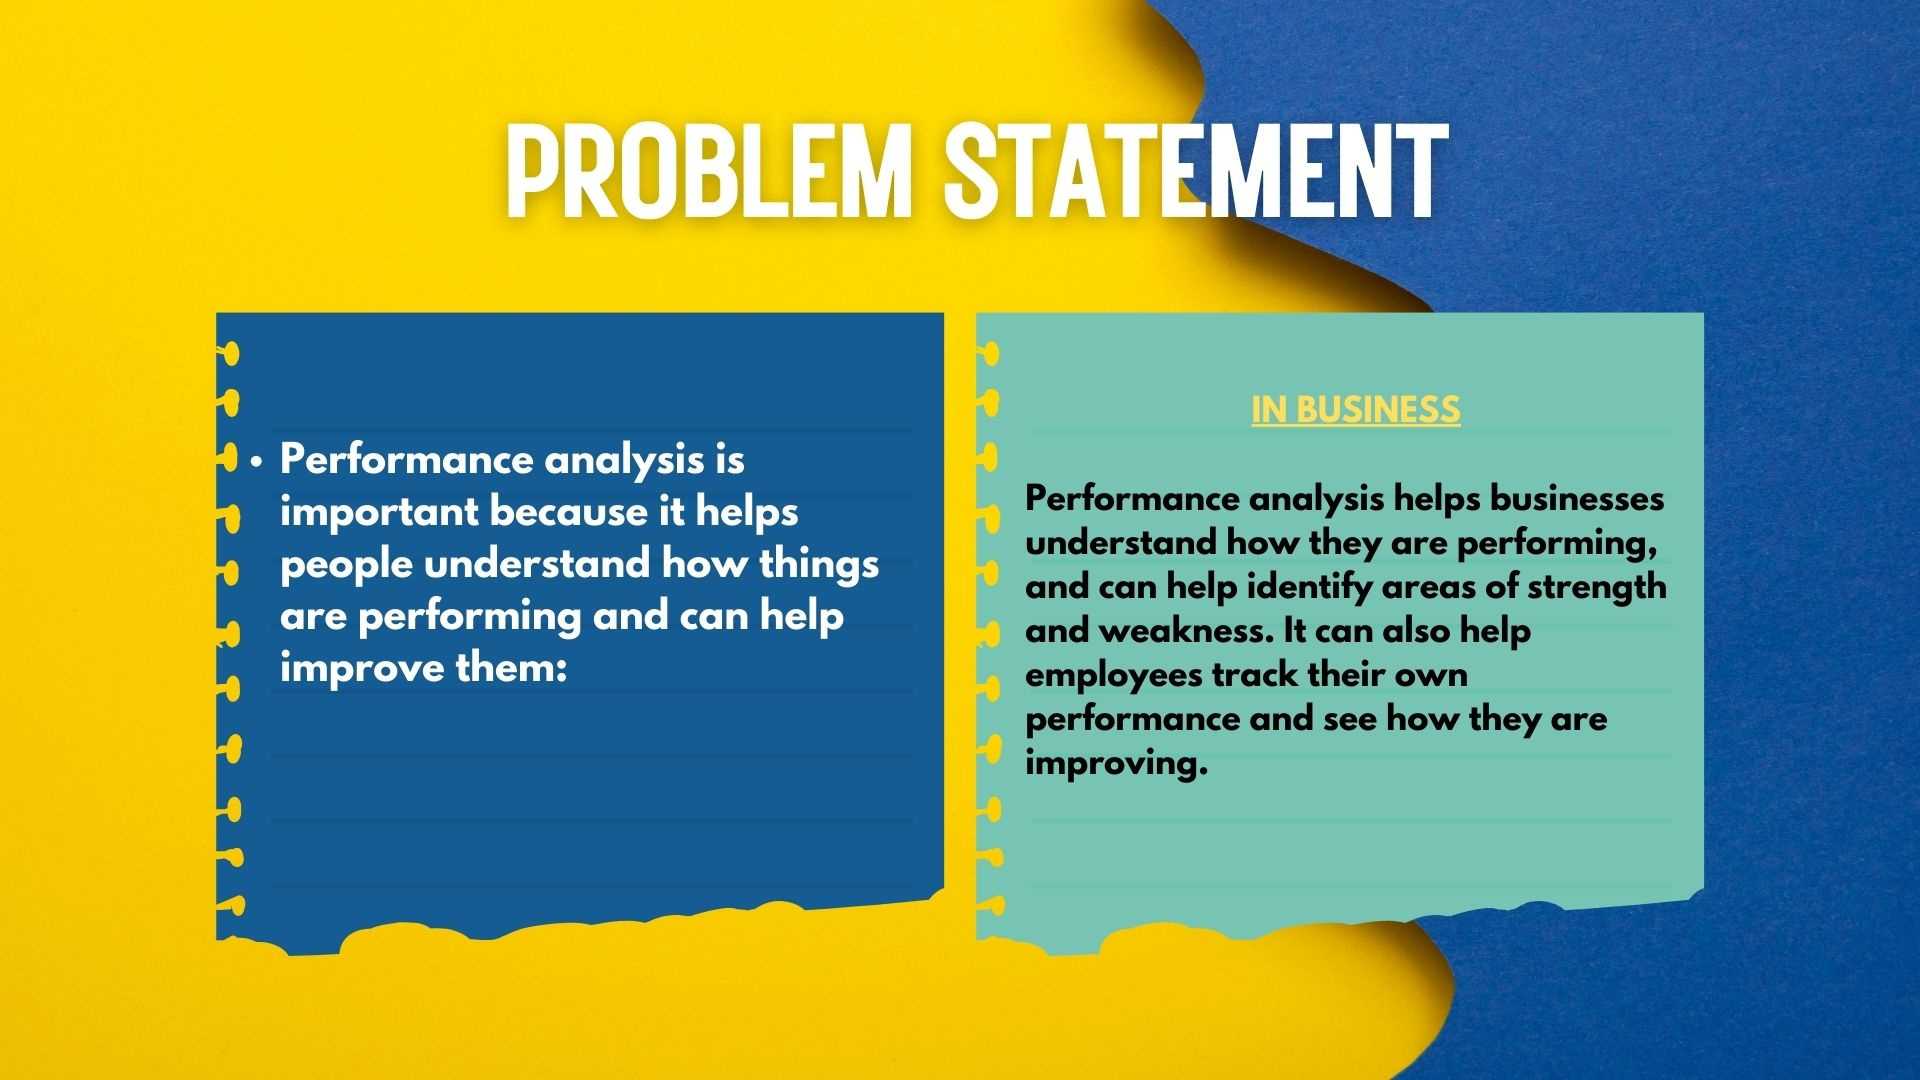 PROBLEM STATEMENT
• Performance analysis is
important because it helps
people understand how things
are performing and can help
improve them:
IN BUSINESS
Performance analysis helps businesses
understand how they are performing,
and can help identify areas of strength
and weakness. It can also help
employees track their own
performance and see how they are
improving.